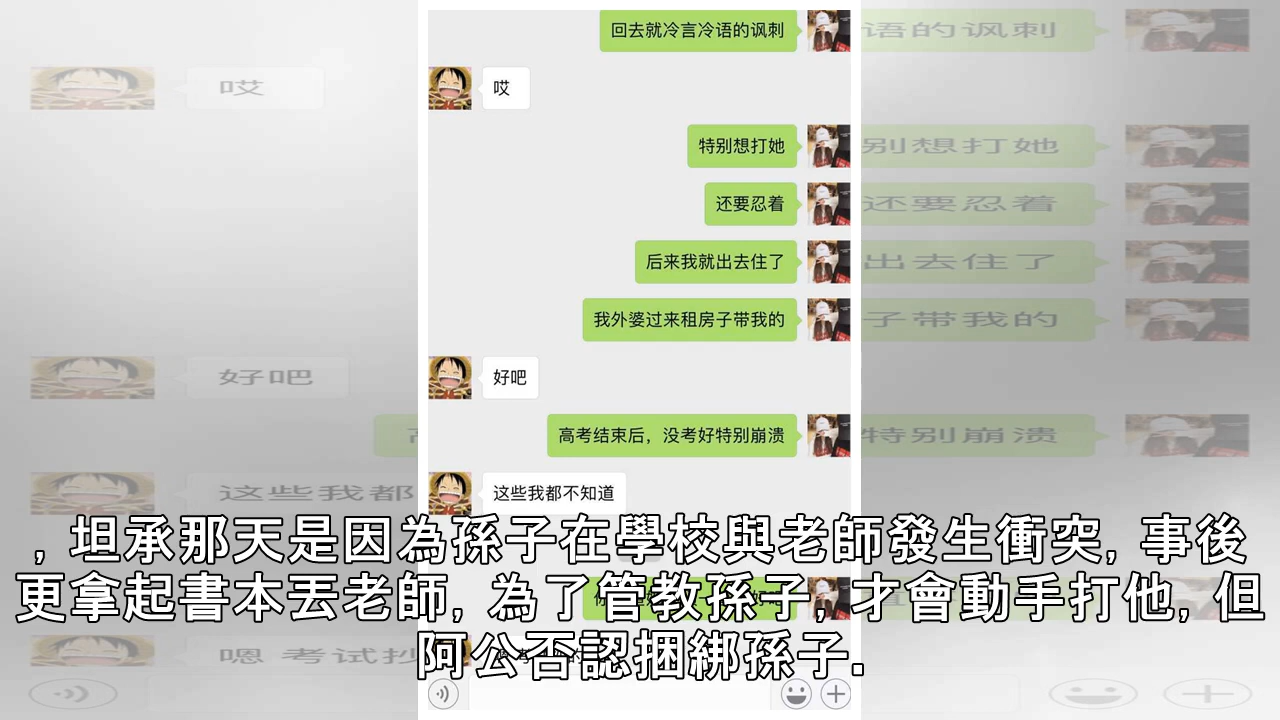 回去就冷言冷语的讽刺
哎
特别想打她
还要忍着
后来我就出去住了
我外婆过来租房子带我的
好吧
高考结束后，没考好特别崩溃
这些我都不知道
, 坦承那天是因為孫子在學校與老師發生衝突, 事後
更拿起書本丟老師, 為了管教孫子, 才會動手打他, 但
阿公否認捆綁孫子.